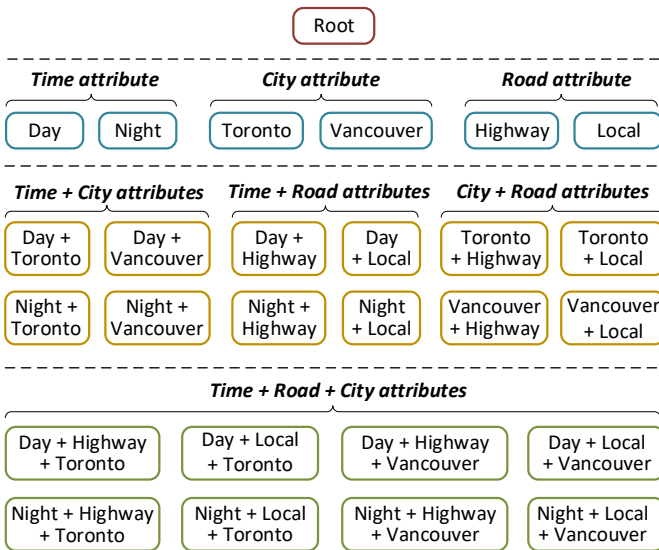 Root
Time attribute
City attribute
Road attribute
Day
Night
Toronto
Vancouver
Highway
Local
Time + City attributes
Time + Road attributes
City + Road attributes
Day +
Toronto
Day +
Vancouver
Day +
Highway
Day
+ Local
Toronto
+ Highway
Toronto
+ Local
Night +
Toronto
Night +
Vancouver
Night +
Highway
Night
+ Local
Vancouver
+ Highway
Vancouver
+ Local
Time + Road + City attributes
Day + Highway
+ Toronto
Day + Local
+ Toronto
Day + Highway
+ Vancouver
Day + Local
+ Vancouver
Night + Highway
+ Toronto
Night + Local
+ Toronto
Night + Highway
+ Vancouver
Night + Local
+ Vancouver